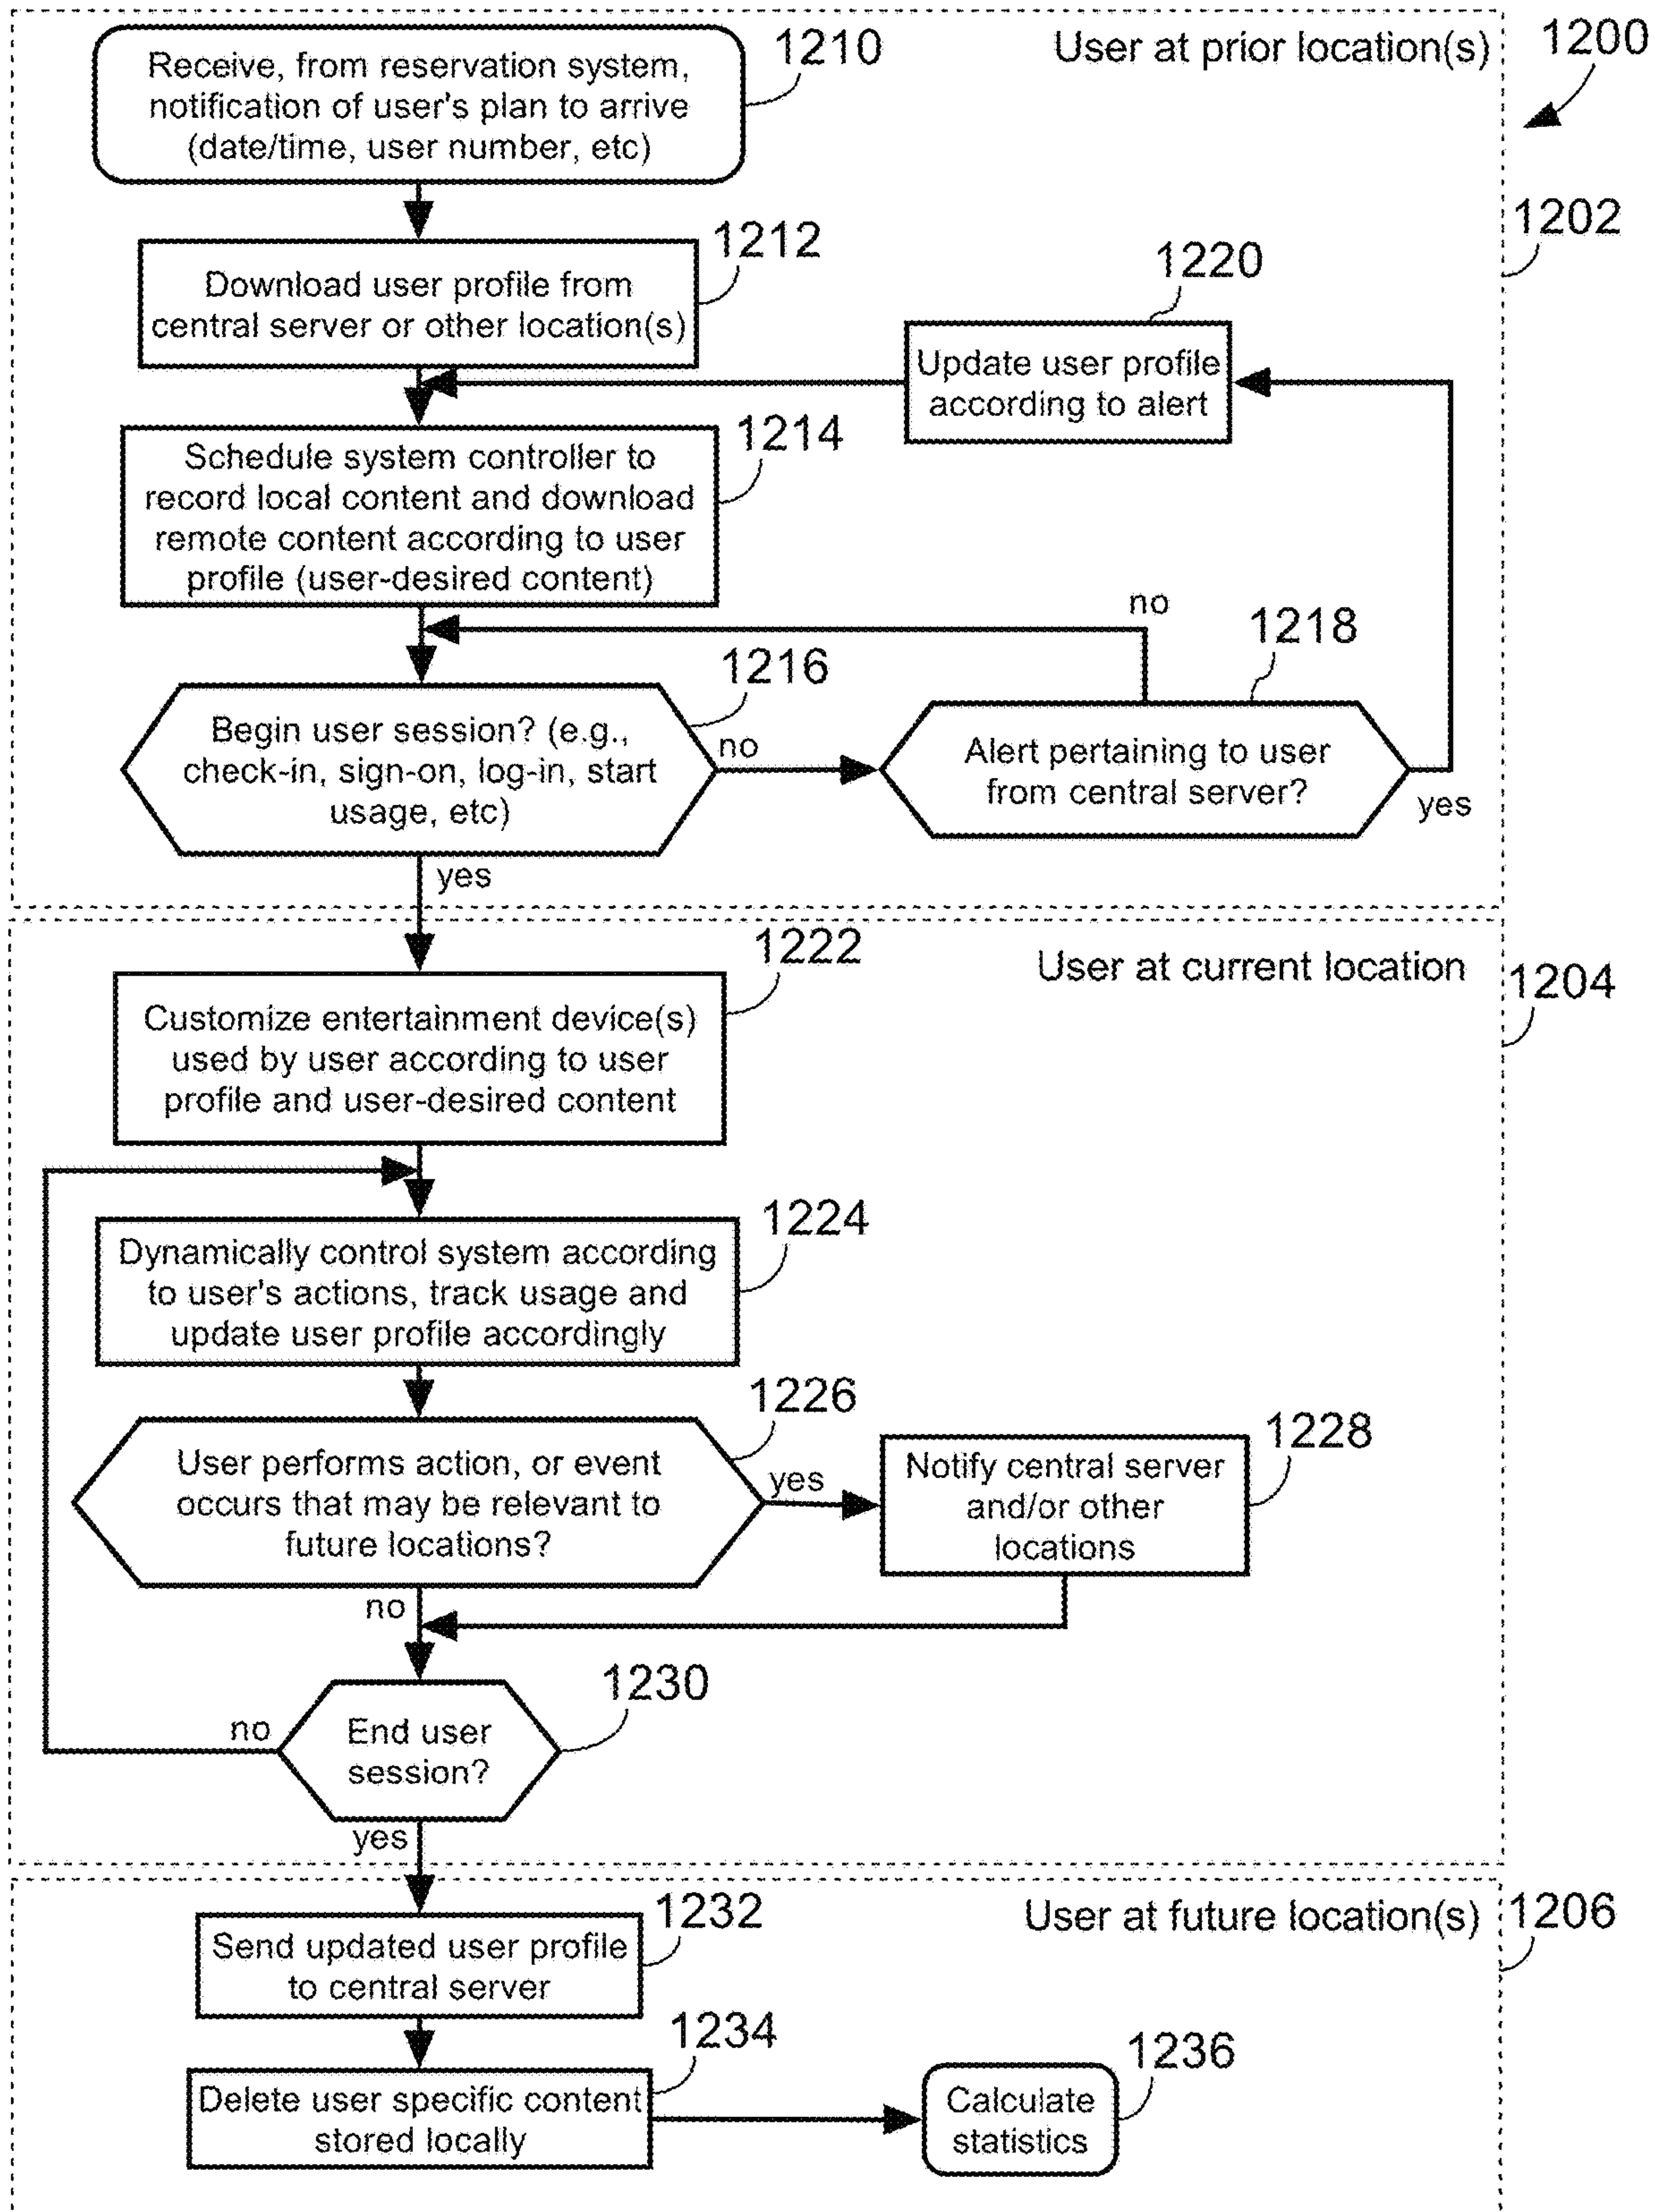 User at prior location(s)
1200
1210
Receive, from reservation system,
notification of user's plan to arrive
(date/time, user number, etc)
1202
1212
Download user profile from
central server or other location(s)
1220
Update user profile
according to alert
1214
Schedule system controller to
record local content and download
remote content according to user
profile (user-desired content)
no
1218
1216
Begin user session? (e.g.,
check-in, sign-on, log-in, start
usage, etc)
no
Alert pertaining to user
from central server?
yes
yes
1222
User at current location
1204
Customize entertainment device(s)
used by user according to user
profile and user-desired content
1224
Dynamically control system according
to user's actions, track usage and
update user profile accordingly
1226
User performs action, or event
occurs that may be relevant to
future locations?
yes
1228
Notify central server
and/or other
locations
no
1230
End user
session?
no
yes
User at future location(s)
1206
1232
Send updated user profile
to central server
1234
Delete user specific content
stored locally
1236
Calculate
statistics